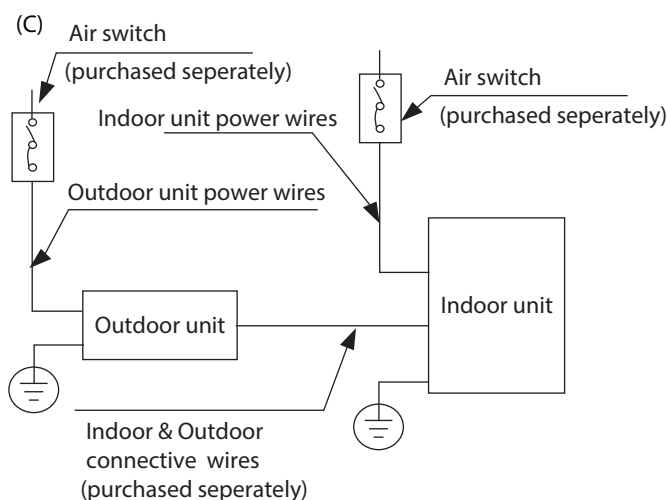 (C)
Air switch
(purchased seperately)
Air switch
(purchased seperately)
Indoor unit power wires
Outdoor unit power wires
Outdoor unit
Indoor unit
Indoor & Outdoor
connective wires
(purchased seperately)